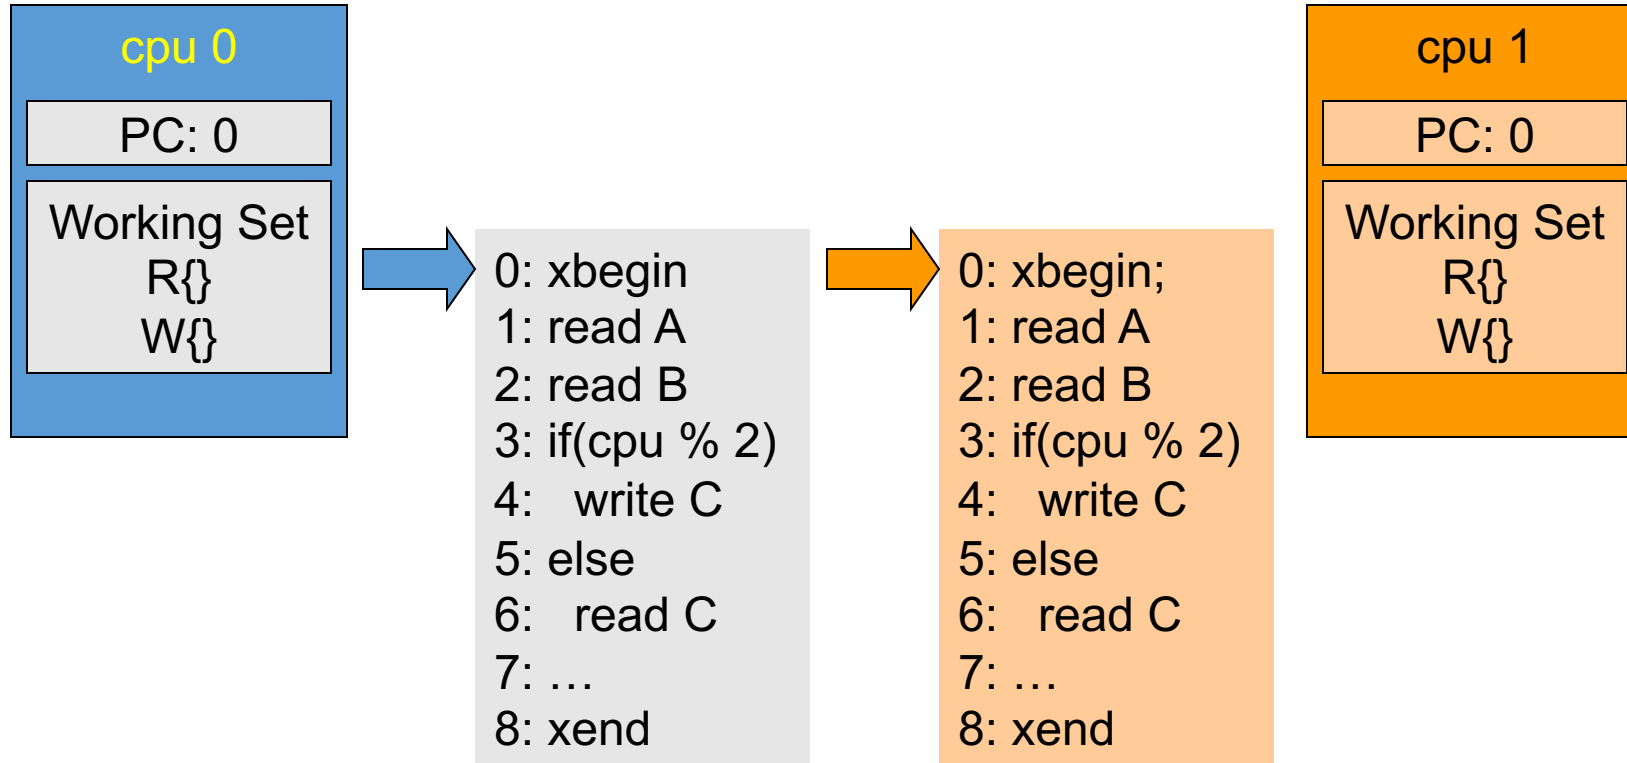 cpu 0
PC: 0
Working Set
R{}
W{}
0: xbegin
1: read A
2: read B
3: if(cpu % 2)
4:   write C
5: else
6:   read C
7: …
8: xend
0: xbegin;
1: read A
2: read B
3: if(cpu % 2)
4:   write C
5: else
6:   read C
7: …
8: xend
cpu 1
PC: 0
Working Set
R{}
W{}